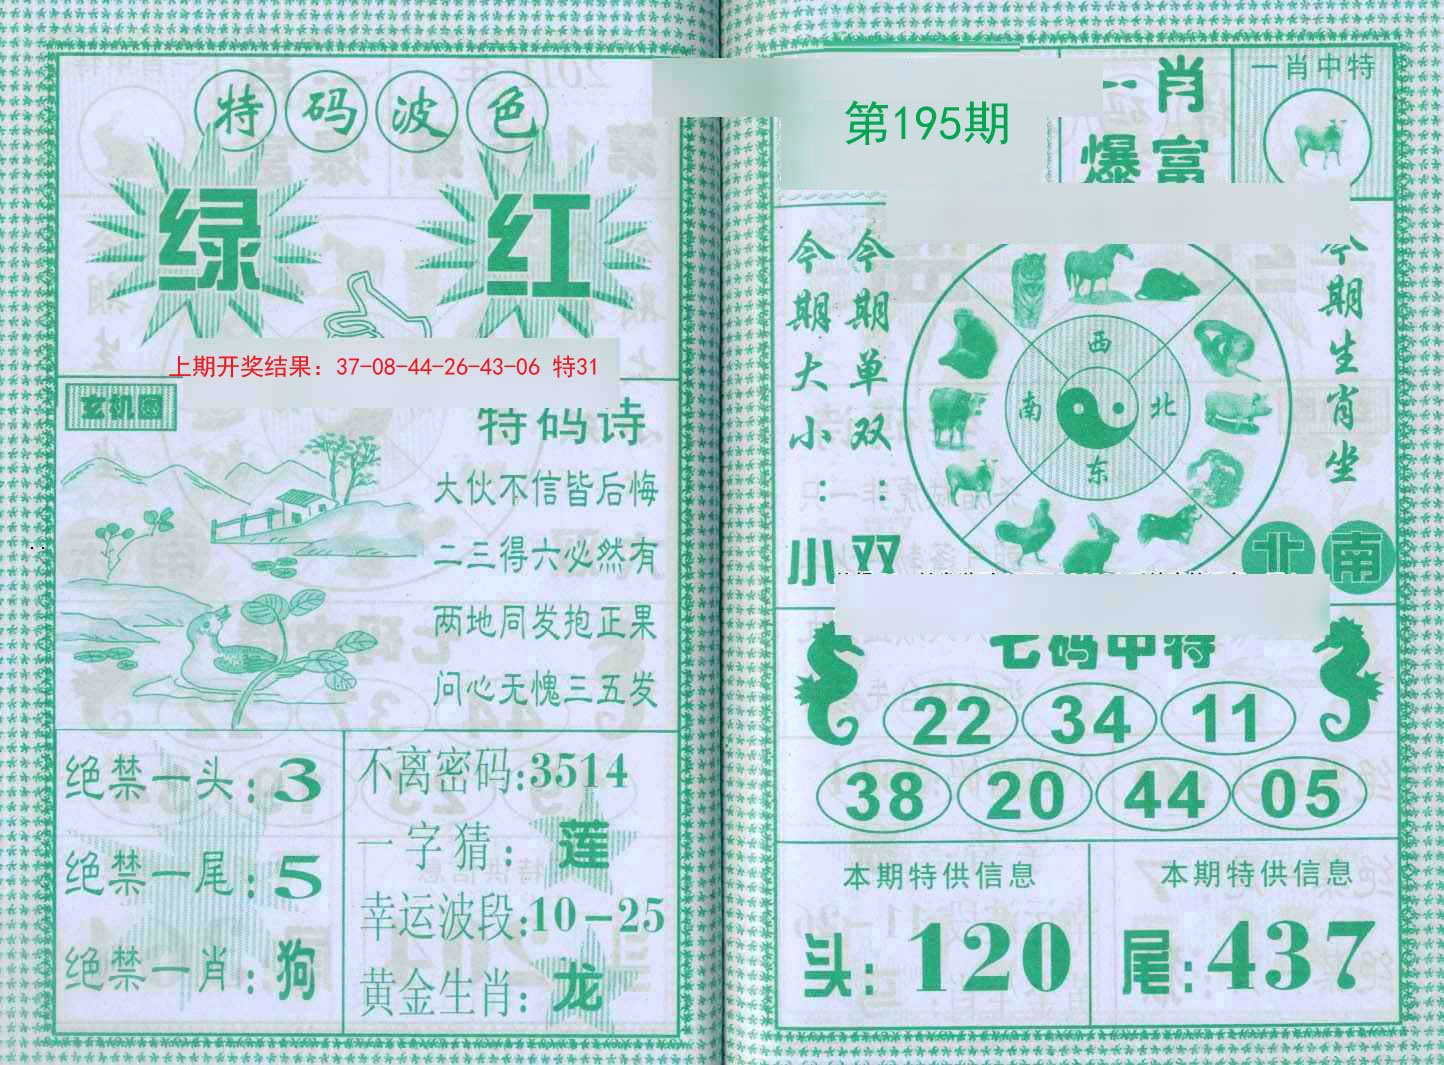 特码波色
绿 红
上期开奖结果：37-08-44-26-43-06 特31
特码诗
大伙不信皆后悔
二三得六必然有
两地同发抱正果
问心无愧三五发
绝禁一头：3
绝禁一尾：5
绝禁一肖：狗
不离密码：3514
一字猜：莲
幸运波段：10-25
黄金生肖：龙
第195期
一肖
爆富
一肖中特
今期大小：小
今期单双：双
西
南 北
东
今期生肖坐
北 南
七码中特
22 34 11
38 20 44 05
本期特供信息
头：120
本期特供信息
尾：437